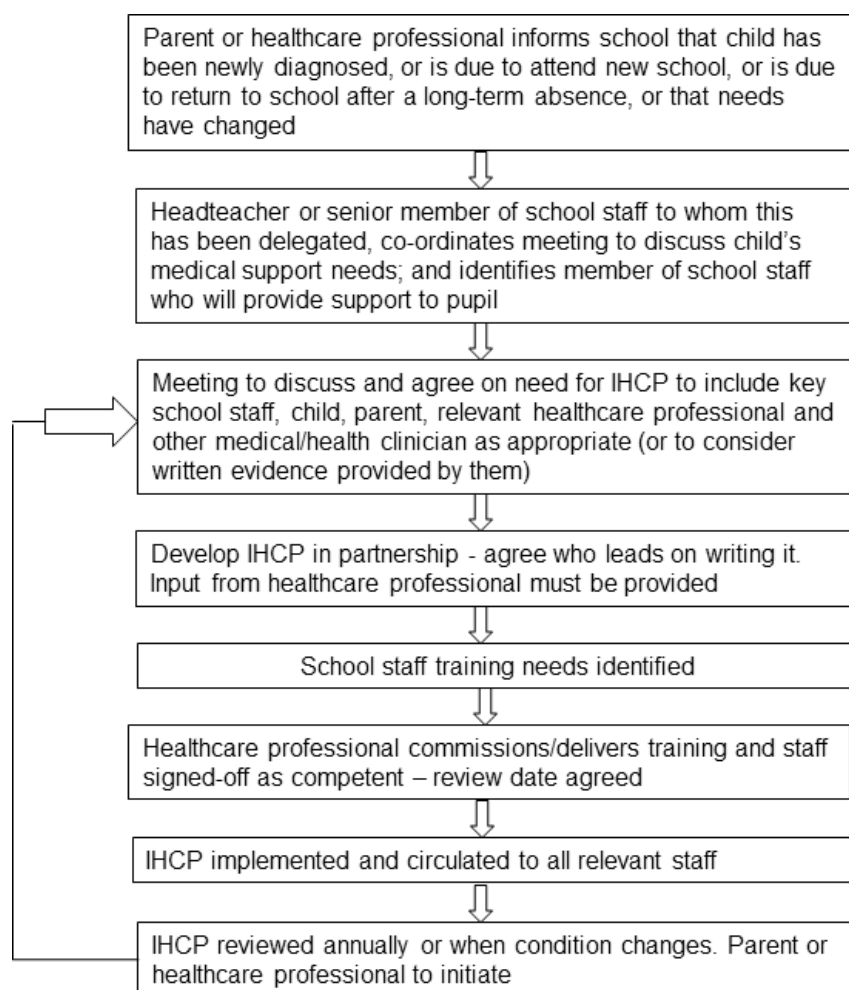 Parent or healthcare professional informs school that child has
been newly diagnosed, or is due to attend new school, or is due
to return to school after a long-term absence, or that needs
have changed
Headteacher or senior member of school staff to whom this
has been delegated, co-ordinates meeting to discuss child's
medical support needs; and identifies member of school staff
who will provide support to pupil
Meeting to discuss and agree on need for IHCP to include key
school staff, child, parent, relevant healthcare professional and
other medical/health clinician as appropriate (or to consider
written evidence provided by them)
Develop IHCP in partnership - agree who leads on writing it.
Input from healthcare professional must be provided
School staff training needs identified
Healthcare professional commissions/delivers training and staff
signed-off as competent – review date agreed
IHCP implemented and circulated to all relevant staff
IHCP reviewed annually or when condition changes. Parent or
healthcare professional to initiate